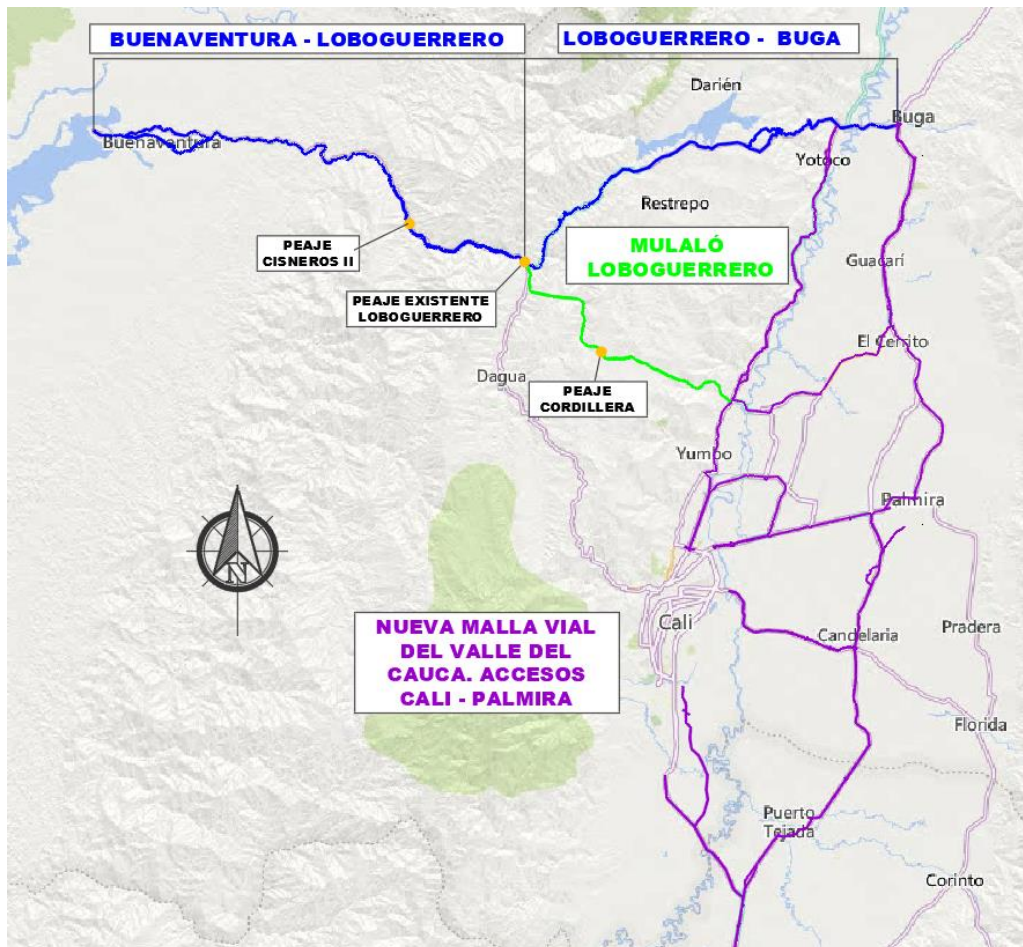 BUENAVENTURA - LOBOGUERRERO
LOBOGUERRERO - BUGA
Darién
Buga
Buenaventura
Yotoco
Restrepo
PEAJE
CISNEROS II
MULALÓ
LOBOGUERRERO
Guacarí
PEAJE EXISTENTE
LOBOGUERRERO
El Cerrito
Dagua
PEAJE
CORDILLERA
Yumbo
Palmira
N
NUEVA MALLA VIAL
DEL VALLE DEL
CAUCA. ACCESOS
CALI - PALMIRA
Cali
Candelaria
Pradera
Florida
Puerto
Tejada
Corinto